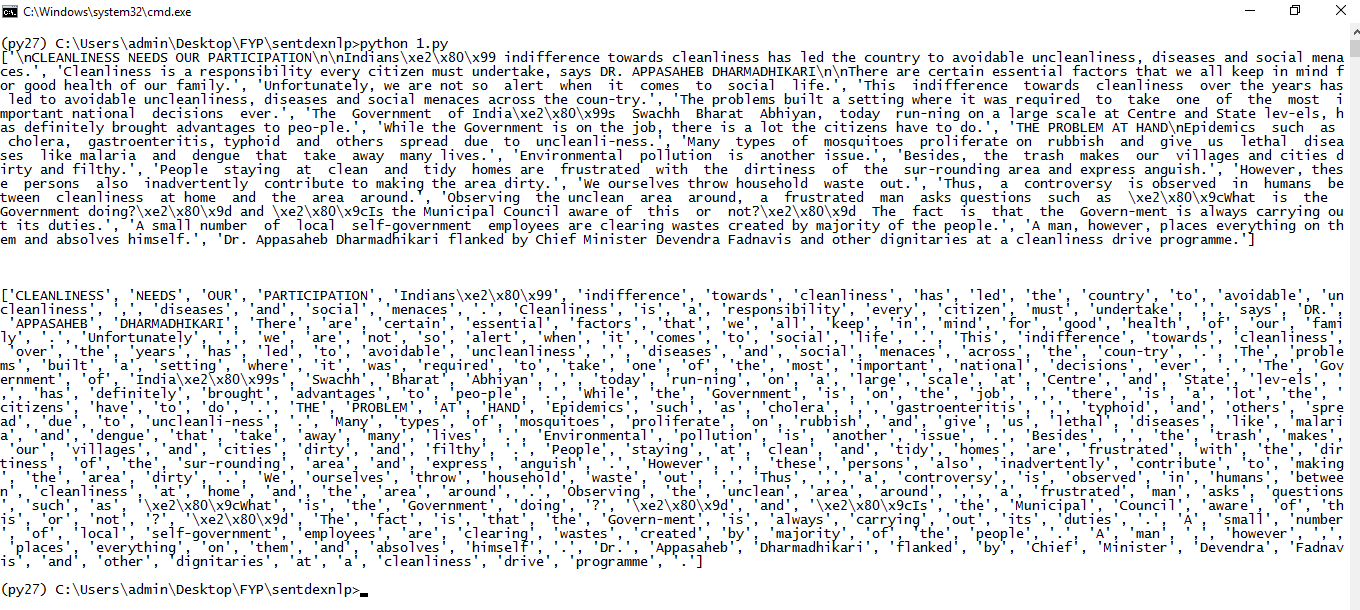 C:\Windows\system32\cmd.exe
(py27) C:\Users\admin\Desktop\FYP\sentdexnlp>python 1.py
['\nCLEANLINESS NEEDS OUR PARTICIPATION\n\nIndians\xe2\x80\x99 indifference towards cleanliness has led the country to avoidable uncleanliness, diseases and social mena
ces.', 'Cleanliness is a responsibility every citizen must undertake, says DR. APPASAHEB DHARMADHIKARI\n\nThere are certain essential factors that we all keep in mind f
or good health of our family.', 'Unfortunately, we are not so  alert  when  it  comes  to  social  life.', 'This  indifference  towards  cleanliness  over the years has
 led to avoidable uncleanliness, diseases and social menaces across the coun-try.', 'The problems built a setting where it was required  to  take  one  of  the  most  i
mportant national  decisions  ever.', 'The  Government  of India\xe2\x80\x99s  Swachh  Bharat  Abhiyan,  today  run-ning on a large scale at Centre and State lev-els, h
as definitely brought advantages to peo-ple.', 'While the Government is on the job, there is a lot the citizens have to do.', 'THE PROBLEM AT HAND\nEpidemics  such  as
 cholera,  gastroenteritis, typhoid  and  others  spread  due  to  uncleanli-ness.', 'Many  types  of  mosquitoes  proliferate on  rubbish  and  give  us  lethal  disea
ses  like malaria  and  dengue  that  take  away  many lives.', 'Environmental  pollution  is  another issue.', 'Besides,  the  trash  makes  our  villages and cities d
irty and filthy.', 'People  staying  at  clean  and  tidy  homes are  frustrated  with  the  dirtiness  of  the  sur-rounding area and express anguish.', 'However, thes
e  persons  also  inadvertently  contribute to making the area dirty.', 'We ourselves throw household  waste  out.', 'Thus,  a  controversy  is observed  in  humans  be
tween  cleanliness  at home  and  the  area  around.', 'Observing the unclean  area  around,  a  frustrated  man  asks questions  such  as  \xe2\x80\x9cWhat  is  the
Government doing?\xe2\x80\x9d and \xe2\x80\x9cIs the Municipal Council aware of  this  or  not?\xe2\x80\x9d  The  fact  is  that  the  Govern-ment is always carrying ou
t its duties.', 'A small number  of  local  self-government  employees are clearing wastes created by majority of the people.', 'A man, however, places everything on th
em and absolves himself.', 'Dr. Appasaheb Dharmadhikari flanked by Chief Minister Devendra Fadnavis and other dignitaries at a cleanliness drive programme.']
['CLEANLINESS', 'NEEDS', 'OUR', 'PARTICIPATION', 'Indians\xe2\x80\x99', 'indifference', 'towards', 'cleanliness', 'has', 'led', 'the', 'country', 'to', 'avoidable', 'un
cleanliness', ',', 'diseases', 'and', 'social', 'menaces', '.', 'Cleanliness', 'is', 'a', 'responsibility', 'every', 'citizen', 'must', 'undertake', ',', 'says', 'DR.',
 'APPASAHEB', 'DHARMADHIKARI', 'There', 'are', 'certain', 'essential', 'factors', 'that', 'we', 'all', 'keep', 'in', 'mind', 'for', 'good', 'health', 'of', 'our', 'fami
ly', '.', 'Unfortunately', ',', 'we', 'are', 'not', 'so', 'alert', 'when', 'it', 'comes', 'to', 'social', 'life', '.', 'This', 'indifference', 'towards', 'cleanliness',
 'over', 'the', 'years', 'has', 'led', 'to', 'avoidable', 'uncleanliness', ',', 'diseases', 'and', 'social', 'menaces', 'across', 'the', 'coun-try', '.', 'The', 'proble
ms', 'built', 'a', 'setting', 'where', 'it', 'was', 'required', 'to', 'take', 'one', 'of', 'the', 'most', 'important', 'national', 'decisions', 'ever', '.', 'The', 'Gov
ernment', 'of', 'India\xe2\x80\x99s', 'Swachh', 'Bharat', 'Abhiyan', ',', 'today', 'run-ning', 'on', 'a', 'large', 'scale', 'at', 'Centre', 'and', 'State', 'lev-els', '
,', 'has', 'definitely', 'brought', 'advantages', 'to', 'peo-ple', '.', 'While', 'the', 'Government', 'is', 'on', 'the', 'job', ',', 'there', 'is', 'a', 'lot', 'the', '
citizens', 'have', 'to', 'do', '.', 'THE', 'PROBLEM', 'AT', 'HAND', 'Epidemics', 'such', 'as', 'cholera', ',', 'gastroenteritis', ',', 'typhoid', 'and', 'others', 'spre
ad', 'due', 'to', 'uncleanli-ness', '.', 'Many', 'types', 'of', 'mosquitoes', 'proliferate', 'on', 'rubbish', 'and', 'give', 'us', 'lethal', 'diseases', 'like', 'malari
a', 'and', 'dengue', 'that', 'take', 'away', 'many', 'lives', '.', 'Environmental', 'pollution', 'is', 'another', 'issue', '.', 'Besides', ',', 'the', 'trash', 'makes',
 'our', 'villages', 'and', 'cities', 'dirty', 'and', 'filthy', '.', 'People', 'staying', 'at', 'clean', 'and', 'tidy', 'homes', 'are', 'frustrated', 'with', 'the', 'dir
tiness', 'of', 'the', 'sur-rounding', 'area', 'and', 'express', 'anguish', '.', 'However', ',', 'these', 'persons', 'also', 'inadvertently', 'contribute', 'to', 'making
', 'the', 'area', 'dirty', '.', 'We', 'ourselves', 'throw', 'household', 'waste', 'out', '.', 'Thus', ',', 'a', 'controversy', 'is', 'observed', 'in', 'humans', 'betwee
n', 'cleanliness', 'at', 'home', 'and', 'the', 'area', 'around', '.', 'Observing', 'the', 'unclean', 'area', 'around', ',', 'a', 'frustrated', 'man', 'asks', 'questions
', 'such', 'as', '\xe2\x80\x9cWhat', 'is', 'the', 'Government', 'doing', '?', '\xe2\x80\x9d', 'and', '\xe2\x80\x9cIs', 'the', 'Municipal', 'Council', 'aware', 'of', 'th
is', 'or', 'not', '?', '\xe2\x80\x9d', 'The', 'fact', 'is', 'that', 'the', 'Govern-ment', 'is', 'always', 'carrying', 'out', 'its', 'duties', '.', 'A', 'small', 'number
', 'of', 'local', 'self-government', 'employees', 'are', 'clearing', 'wastes', 'created', 'by', 'majority', 'of', 'the', 'people', '.', 'A', 'man', ',', 'however', ',',
 'places', 'everything', 'on', 'them', 'and', 'absolves', 'himself', '.', 'Dr.', 'Appasaheb', 'Dharmadhikari', 'flanked', 'by', 'Chief', 'Minister', 'Devendra', 'Fadnav
is', 'and', 'other', 'dignitaries', 'at', 'a', 'cleanliness', 'drive', 'programme', '.']
(py27) C:\Users\admin\Desktop\FYP\sentdexnlp>